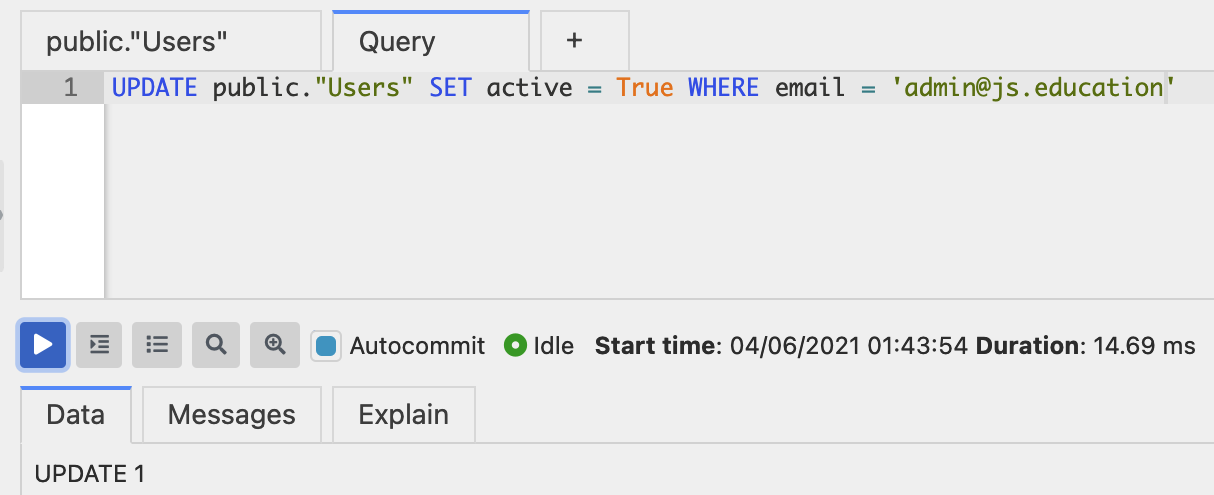 public."Users" Query +
1 UPDATE public."Users" SET active = True WHERE email = 'admin@js.education'
Autocommit Idle Start time: 04/06/2021 01:43:54 Duration: 14.69 ms
Data Messages Explain
UPDATE 1